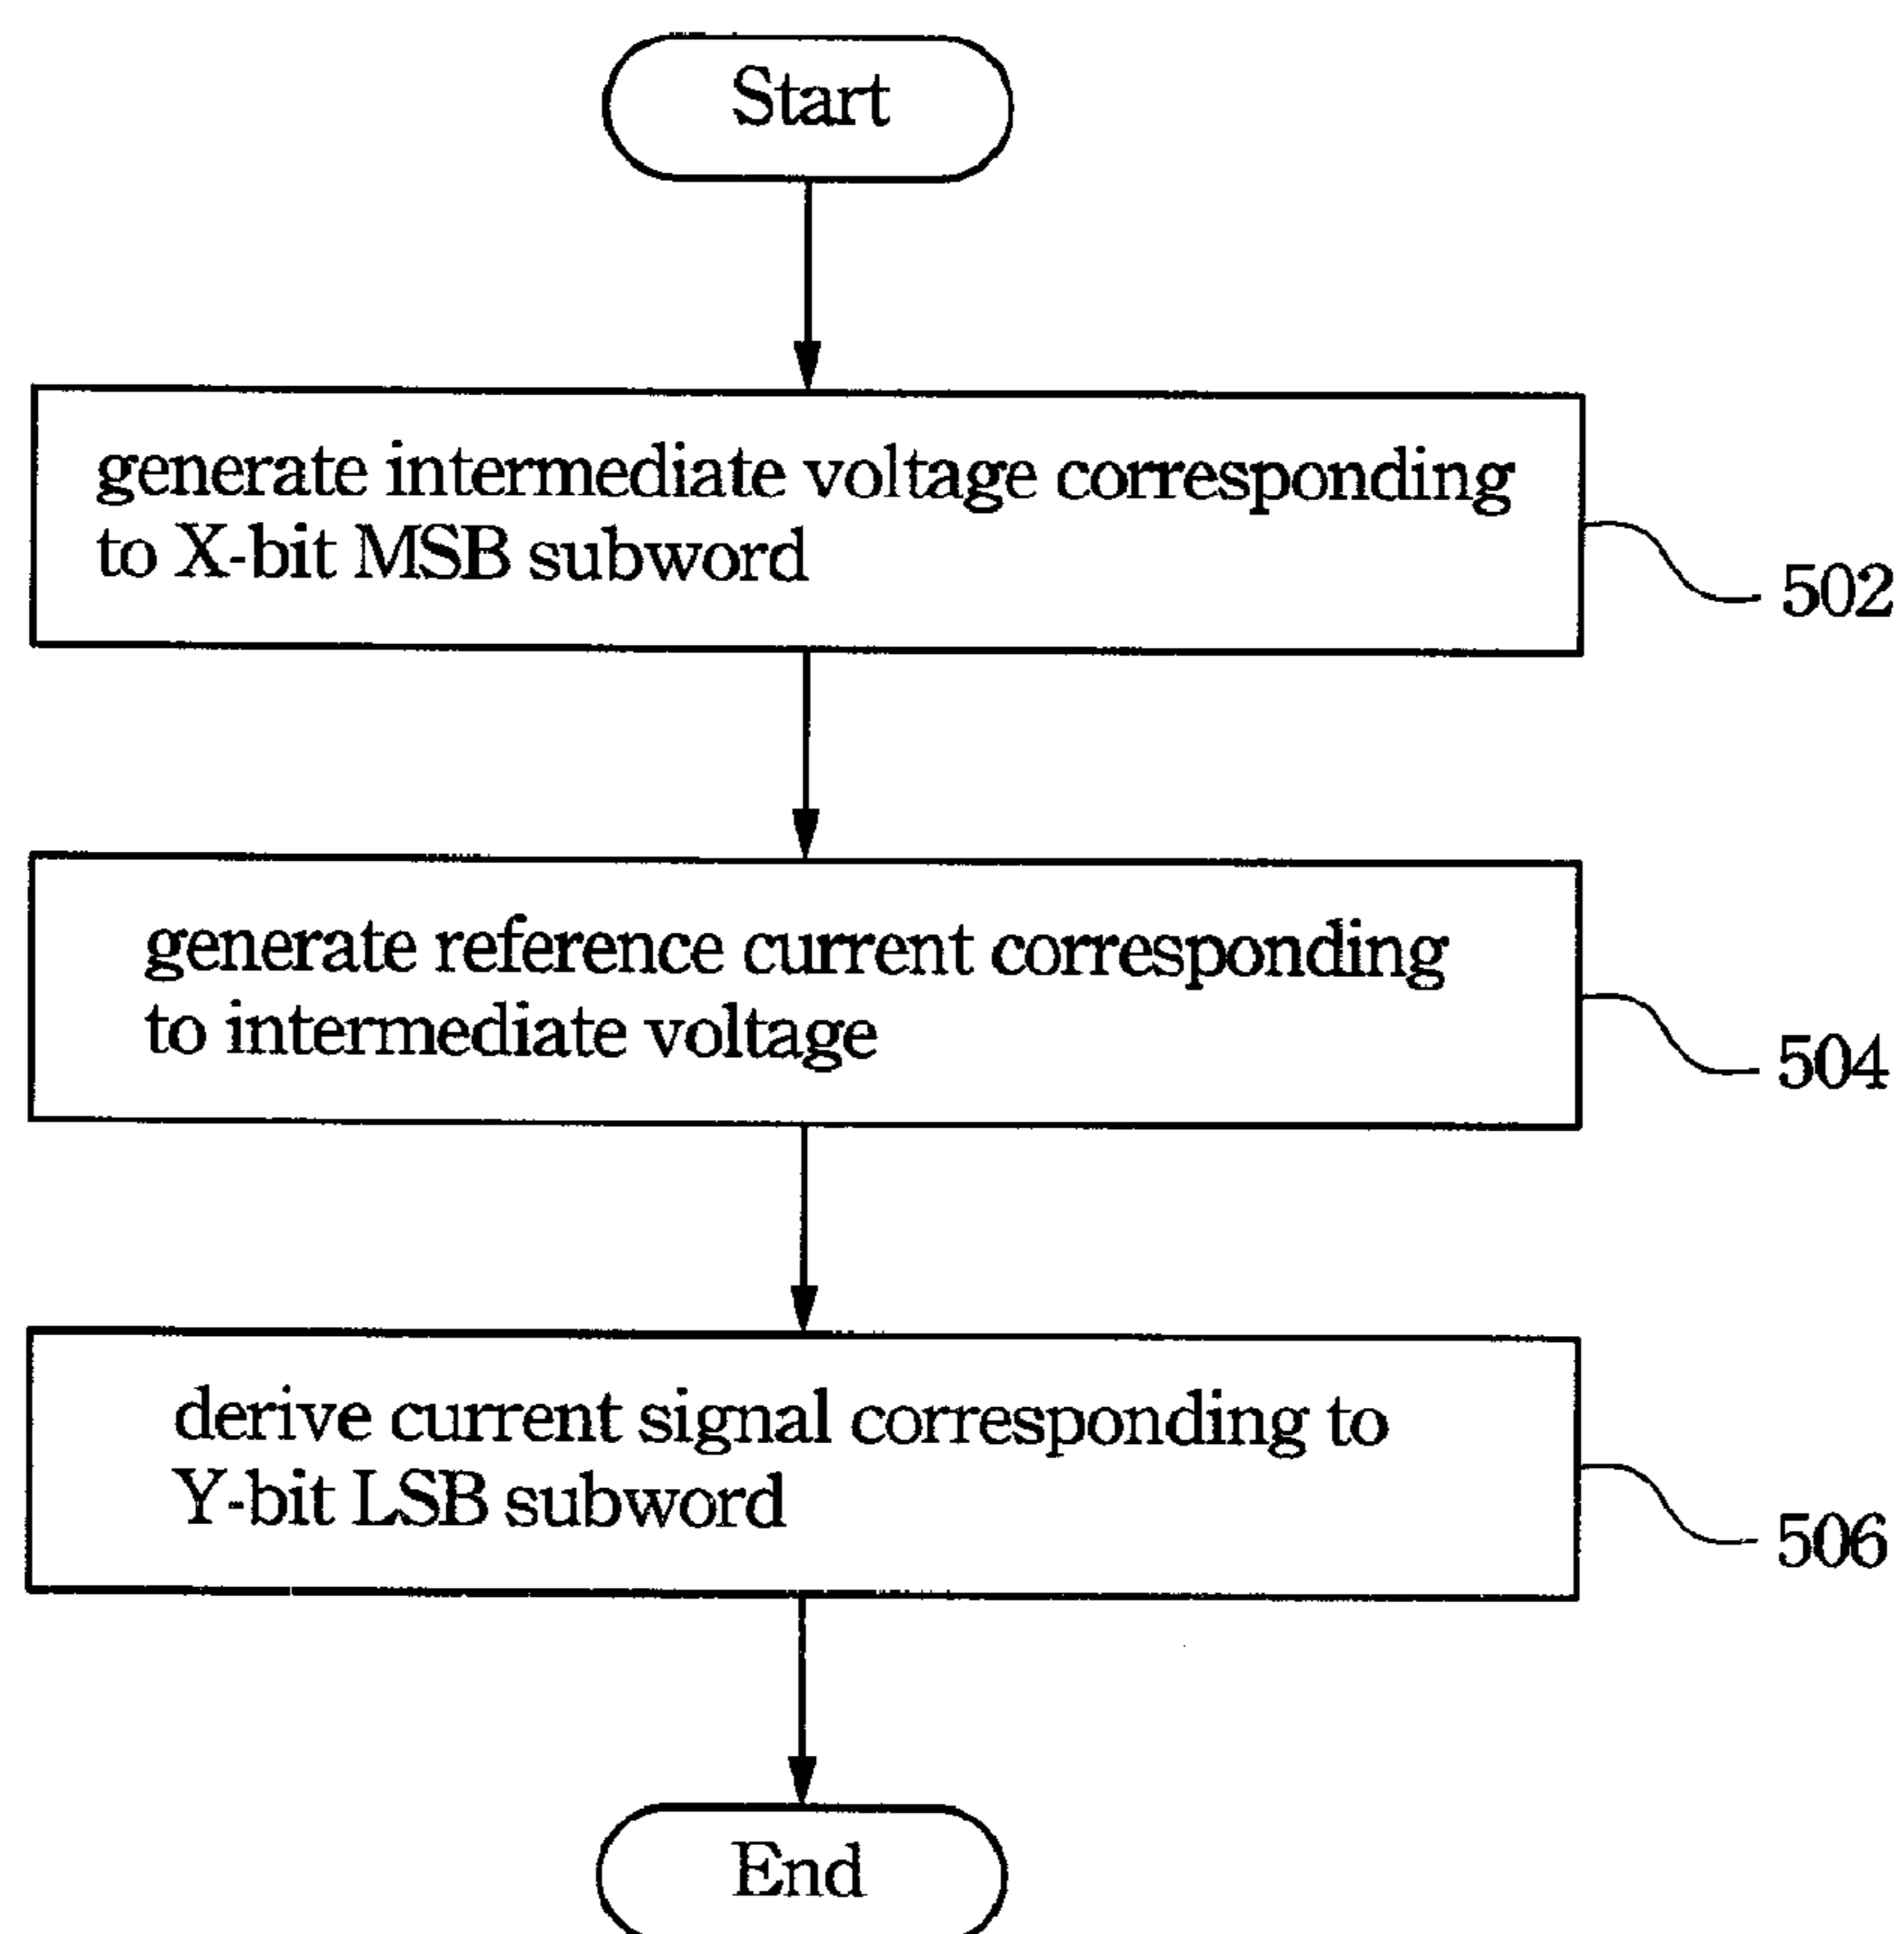 Start
generate intermediate voltage corresponding
to X-bit MSB subword
502
generate reference current corresponding
to intermediate voltage
504
derive current signal corresponding to
Y-bit LSB subword
506
End